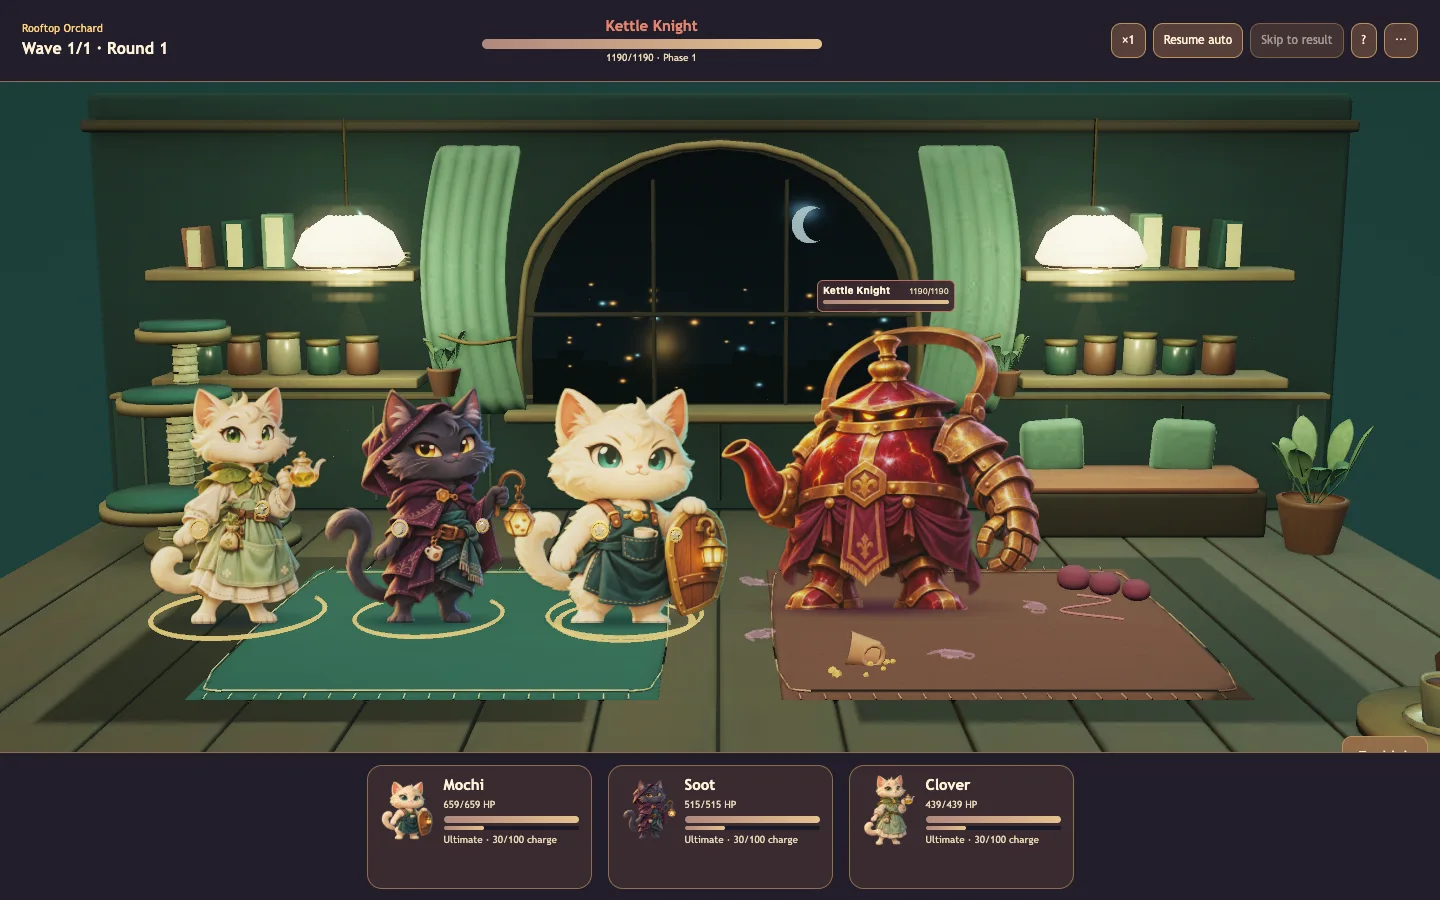 Rooftop Orchard
Wave 1/1 · Round 1
Kettle Knight
1190/1190 · Phase 1
×1
Resume auto
Skip to result
?
...
Kettle Knight 1190/1190
Mochi
659/659 HP
Ultimate · 30/100 charge
Soot
515/515 HP
Ultimate · 30/100 charge
Clover
439/439 HP
Ultimate · 30/100 charge